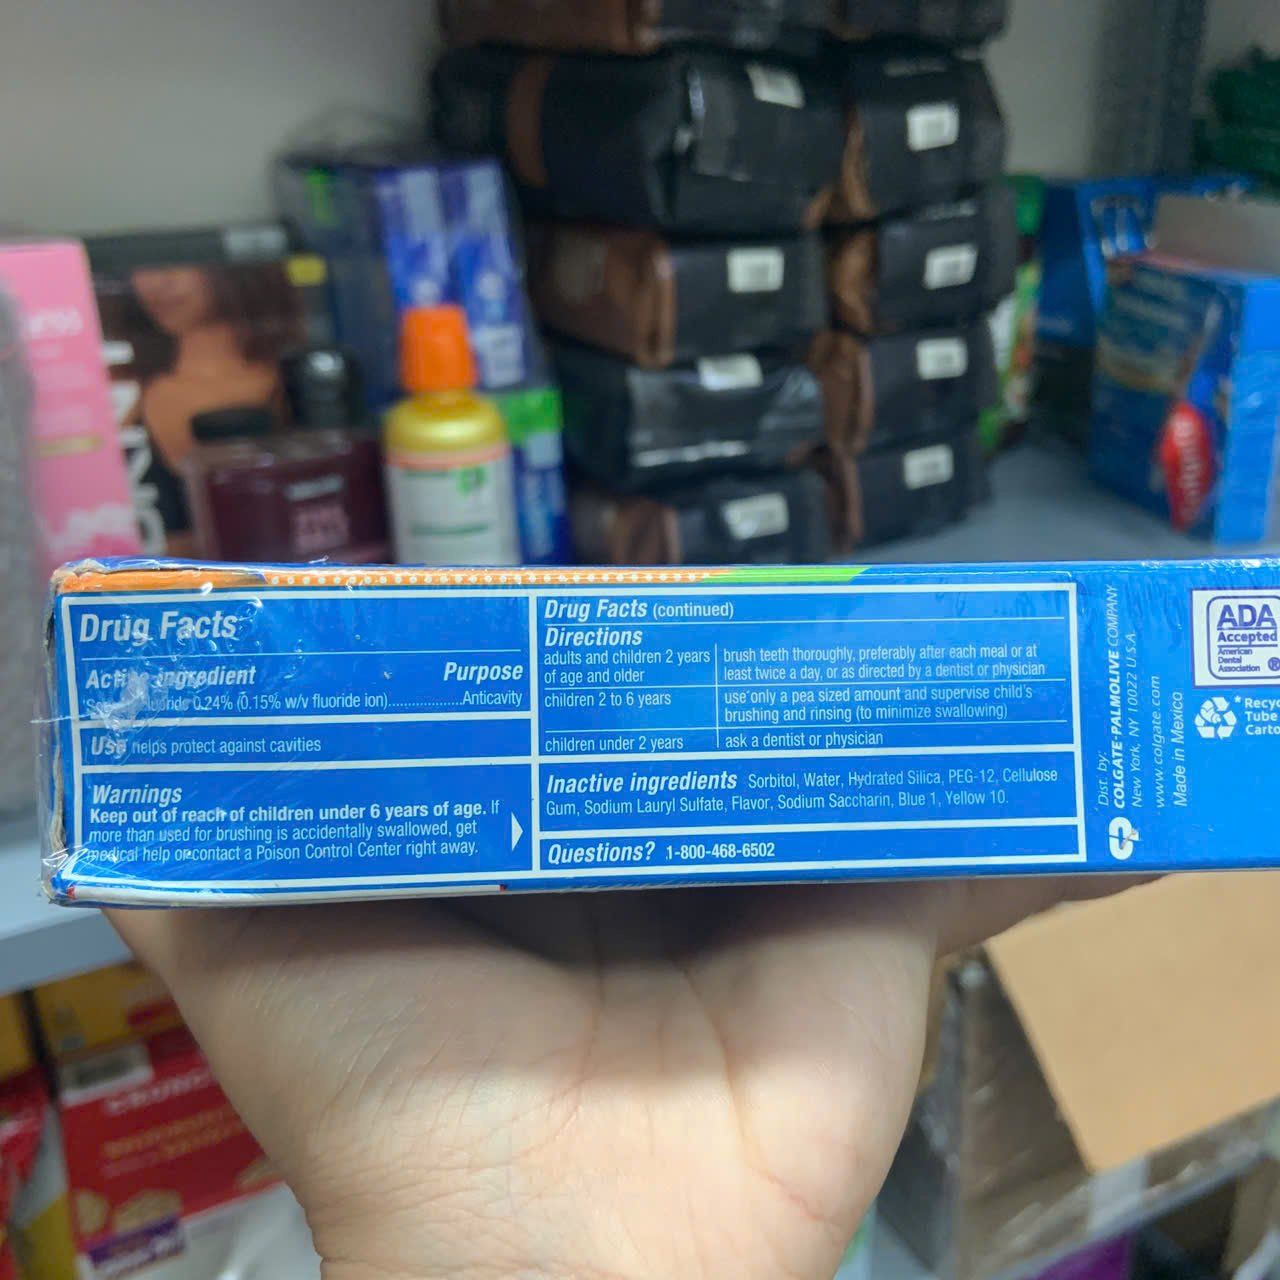 Drug Facts
Active ingredient Purpose
fluoride 0.24% (0.15% w/v fluoride ion)...................Anticavity
Use helps protect against cavities
Warnings
Keep out of reach of children under 6 years of age. If
more than used for brushing is accidentally swallowed, get
medical help or contact a Poison Control Center right away.
Drug Facts (continued)
Directions
adults and children 2 years
of age and older
brush teeth thoroughly, preferably after each meal or at
least twice a day, or as directed by a dentist or physician
children 2 to 6 years
use only a pea sized amount and supervise child's
brushing and rinsing (to minimize swallowing)
children under 2 years
ask a dentist or physician
Inactive ingredients Sorbitol, Water, Hydrated Silica, PEG-12, Cellulose
Gum, Sodium Lauryl Sulfate, Flavor, Sodium Saccharin, Blue 1, Yellow 10.
Questions? 1-800-468-6502
Dist. by:
COLGATE-PALMOLIVE COMPANY
New York, NY 10022 U.S.A.
www.colgate.com
Made in Mexico
ADA
Accepted
American
Dental
Association ®
*Recyc
Tube
Carto